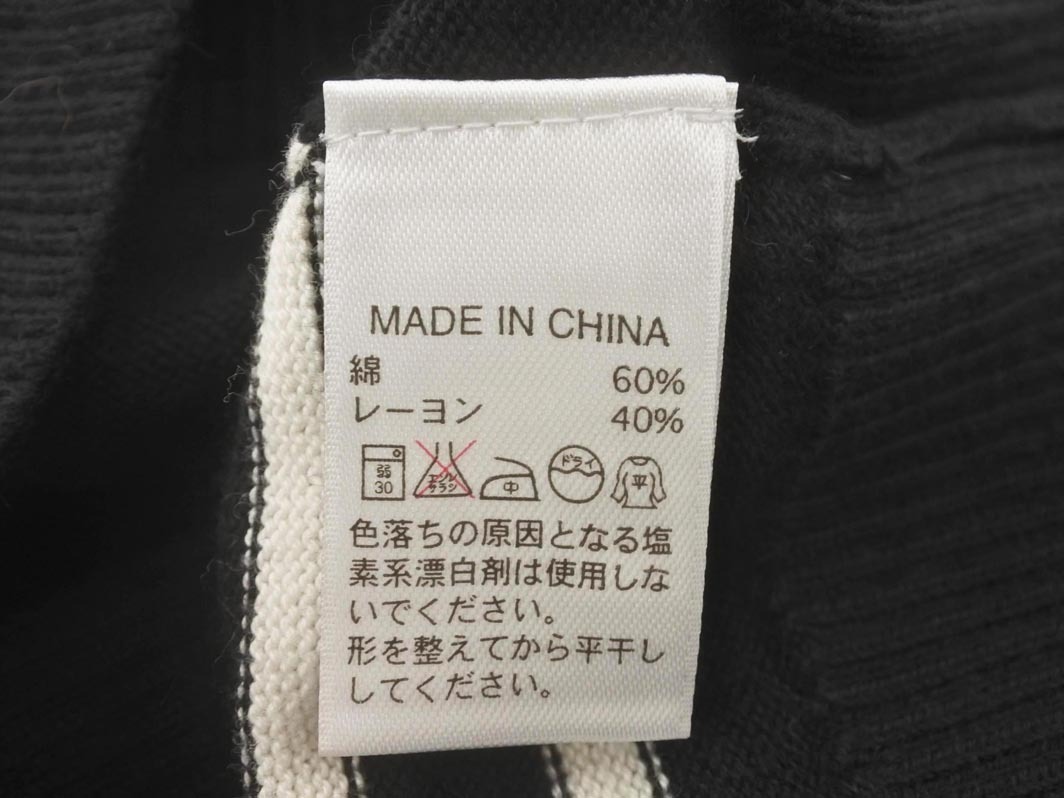 MADE IN CHINA
綿 60%
レーヨン 40%
弱 30 エンソ サラシ 中 ドライ 平
色落ちの原因となる塩
素系漂白剤は使用しな
いでください。
形を整えてから平干し
してください。